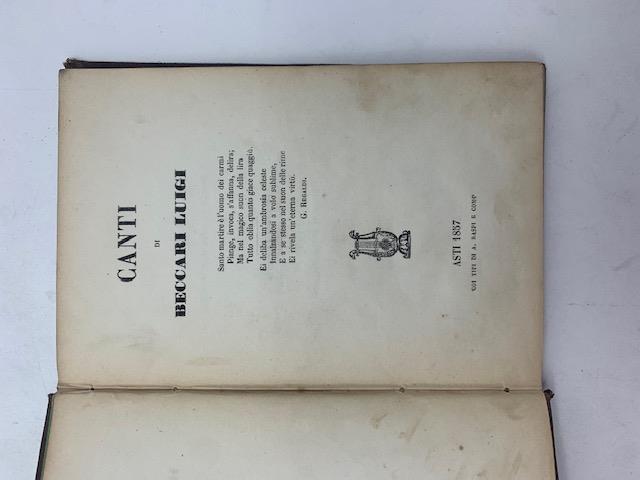 CANTI
DI
BECCARI LUIGI
Santo martire è l'uomo dei carmi
Piange, invoca, s'affanna, delira;
Ma nel magico suon della lira
Tutto oblia quanto giace quaggiù.
Ei deliba un'ambrosia celeste
Innalzandosi a volo sublime,
E a se stesso nel suon delle rime
Ei rivela un'eterna virtù.
G. REGALDI.
ASTI 1857
COI TIPI DI A. RASPI E COMP